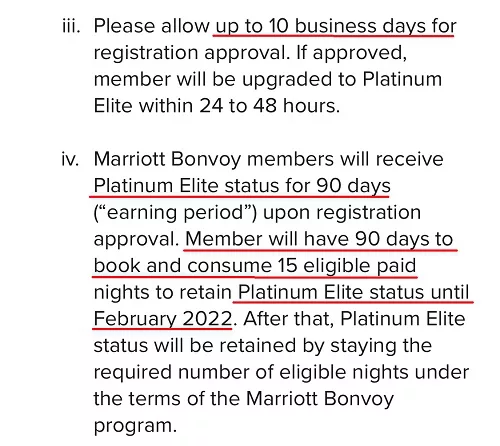 iii. Please allow up to 10 business days for
registration approval. If approved,
member will be upgraded to Platinum
Elite within 24 to 48 hours.
iv. Marriott Bonvoy members will receive
Platinum Elite status for 90 days
(“earning period”) upon registration
approval. Member will have 90 days to
book and consume 15 eligible paid
nights to retain Platinum Elite status until
February 2022. After that, Platinum Elite
status will be retained by staying the
required number of eligible nights under
the terms of the Marriott Bonvoy
program.